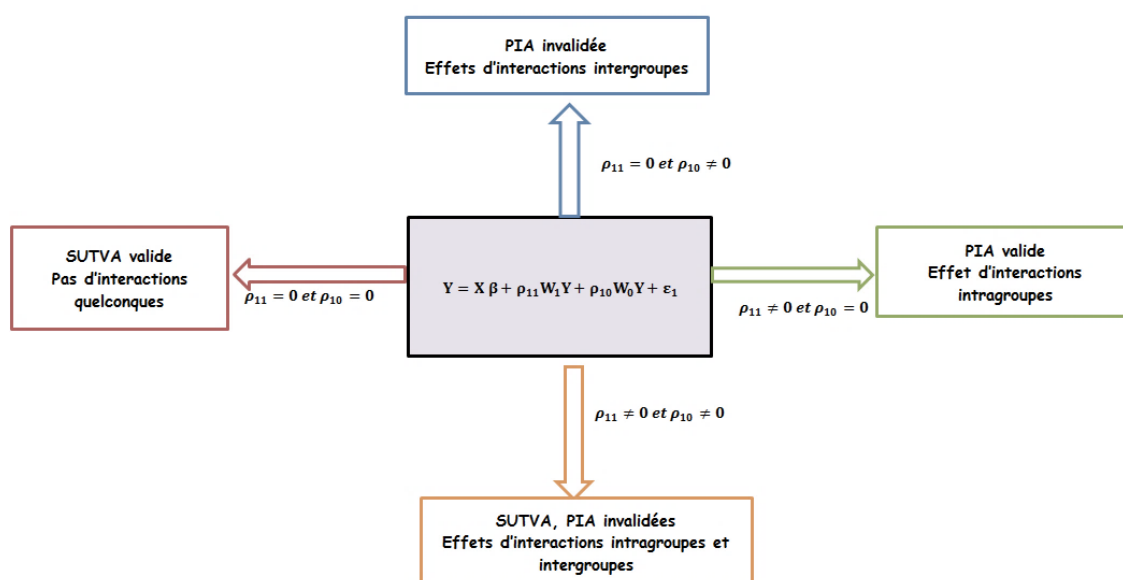 PIA invalidée
Effets d'interactions intergroupes
ρ₁₁ = 0 et ρ₁₀ ≠ 0
SUTVA valide
Pas d'interactions
quelconques
ρ₁₁ = 0 et ρ₁₀ = 0
Y = X β + ρ₁₁W₁Y + ρ₁₀W₀Y + ε₁
PIA valide
Effet d'interactions
intragroupes
ρ₁₁ ≠ 0 et ρ₁₀ = 0
ρ₁₁ ≠ 0 et ρ₁₀ ≠ 0
SUTVA, PIA invalidées
Effets d'interactions intragroupes et
intergroupes